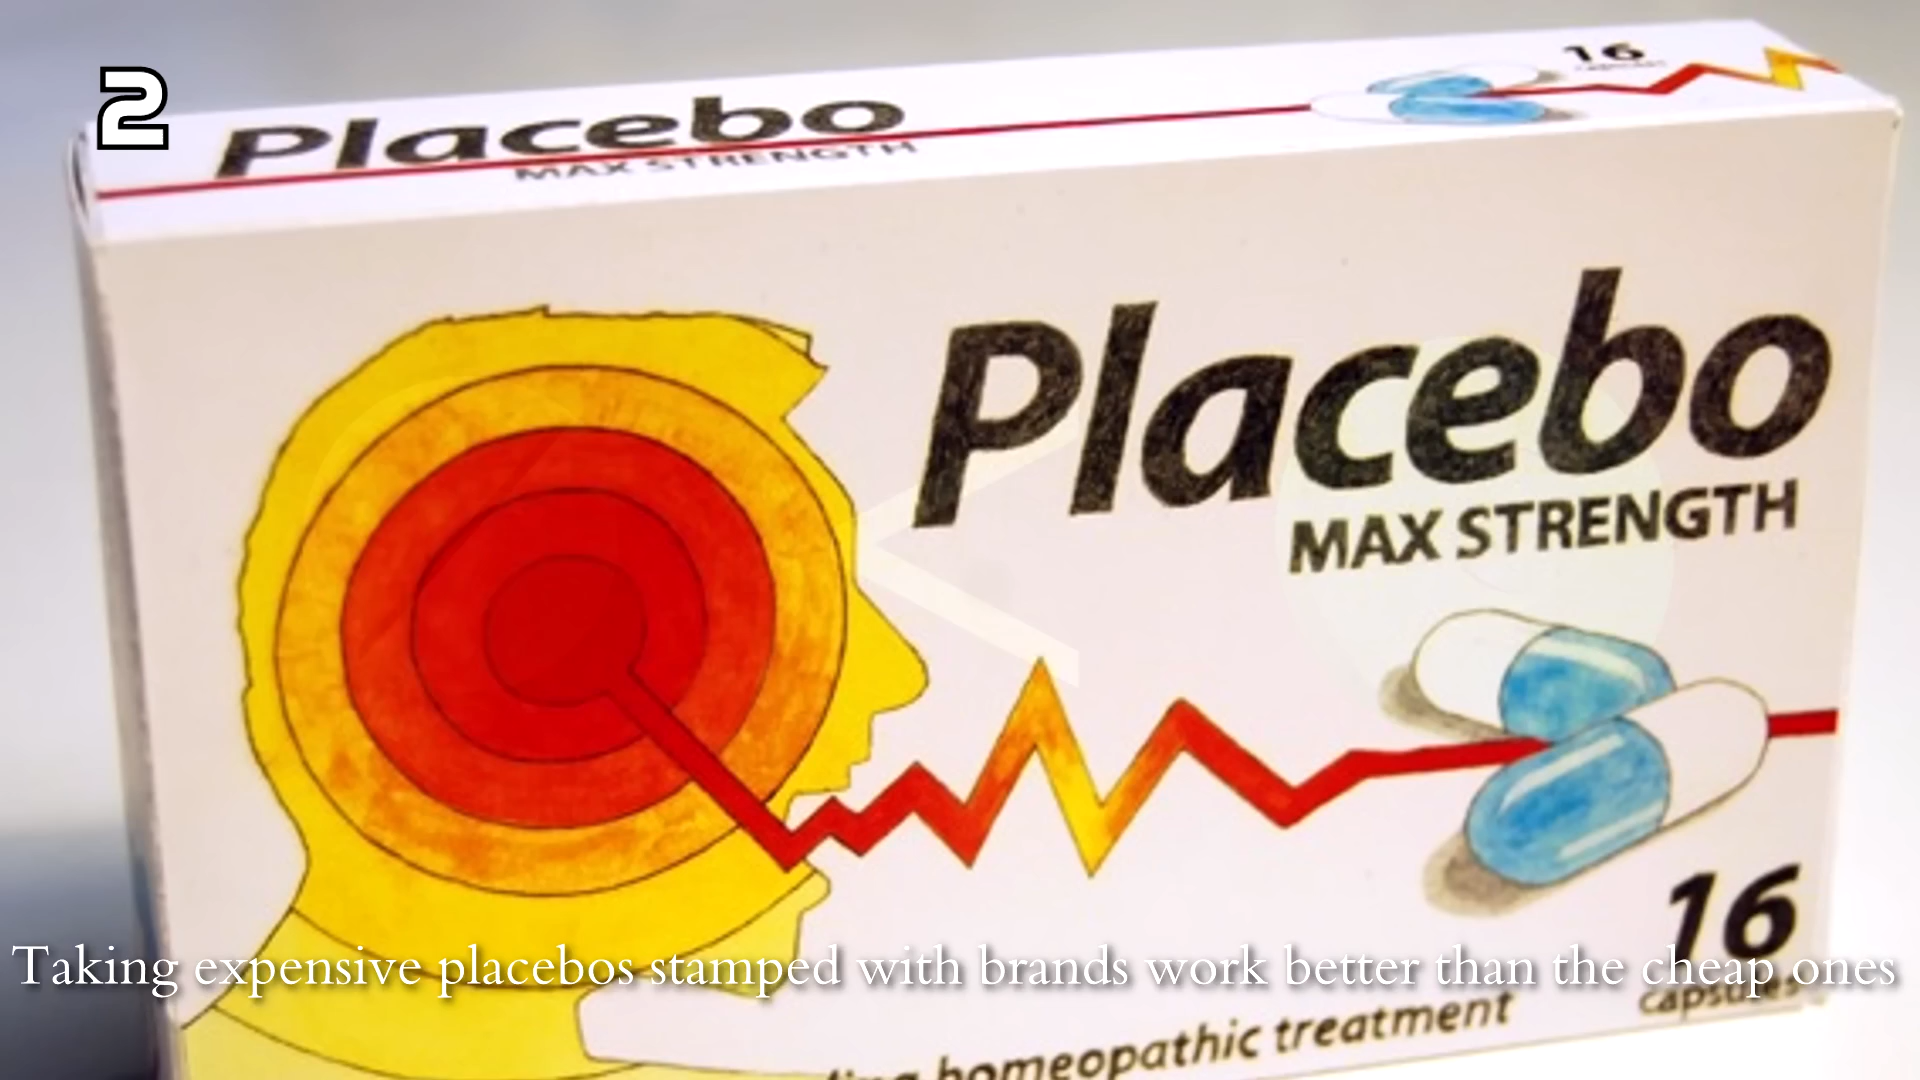 2
16
Placebo
MAX STRENGTH
Placebo
MAX STRENGTH
16
Taking expensive placebos stamped with brands work better than the cheap ones
capsules
homeopathic treatment